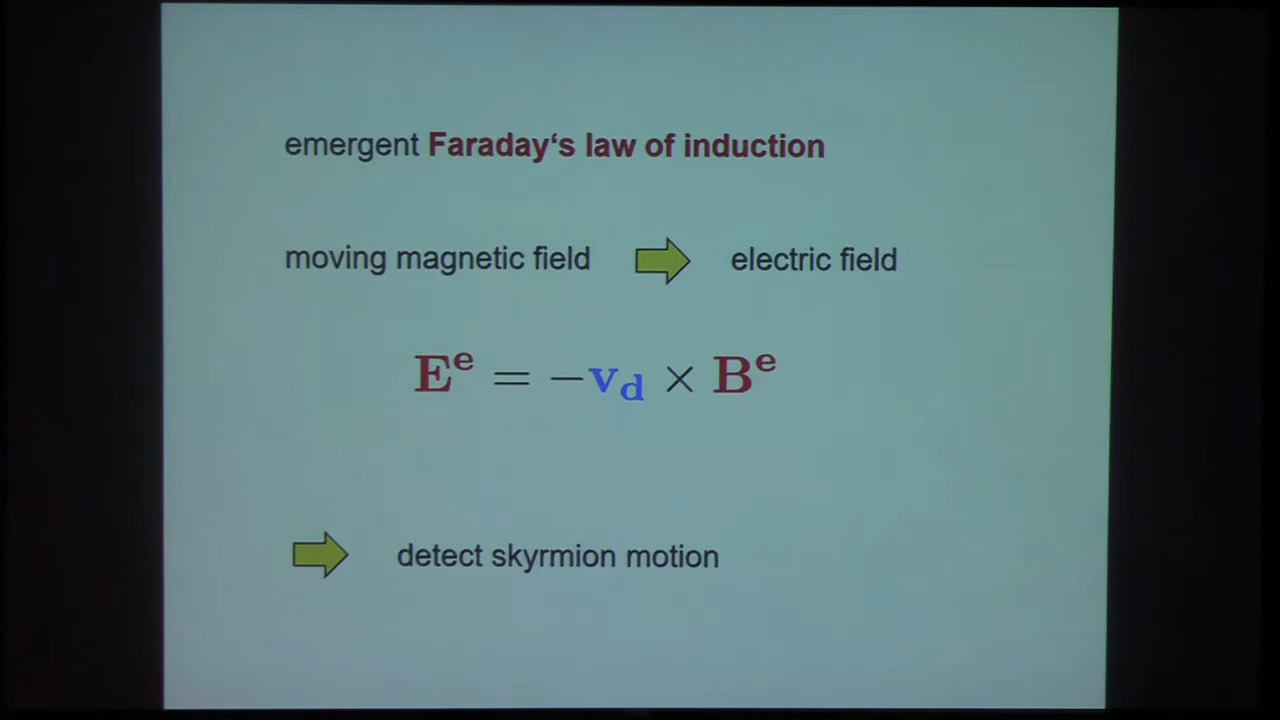 emergent Faraday‘s law of induction
moving magnetic field electric field
Eᵉ = −v_d × Bᵉ
detect skyrmion motion